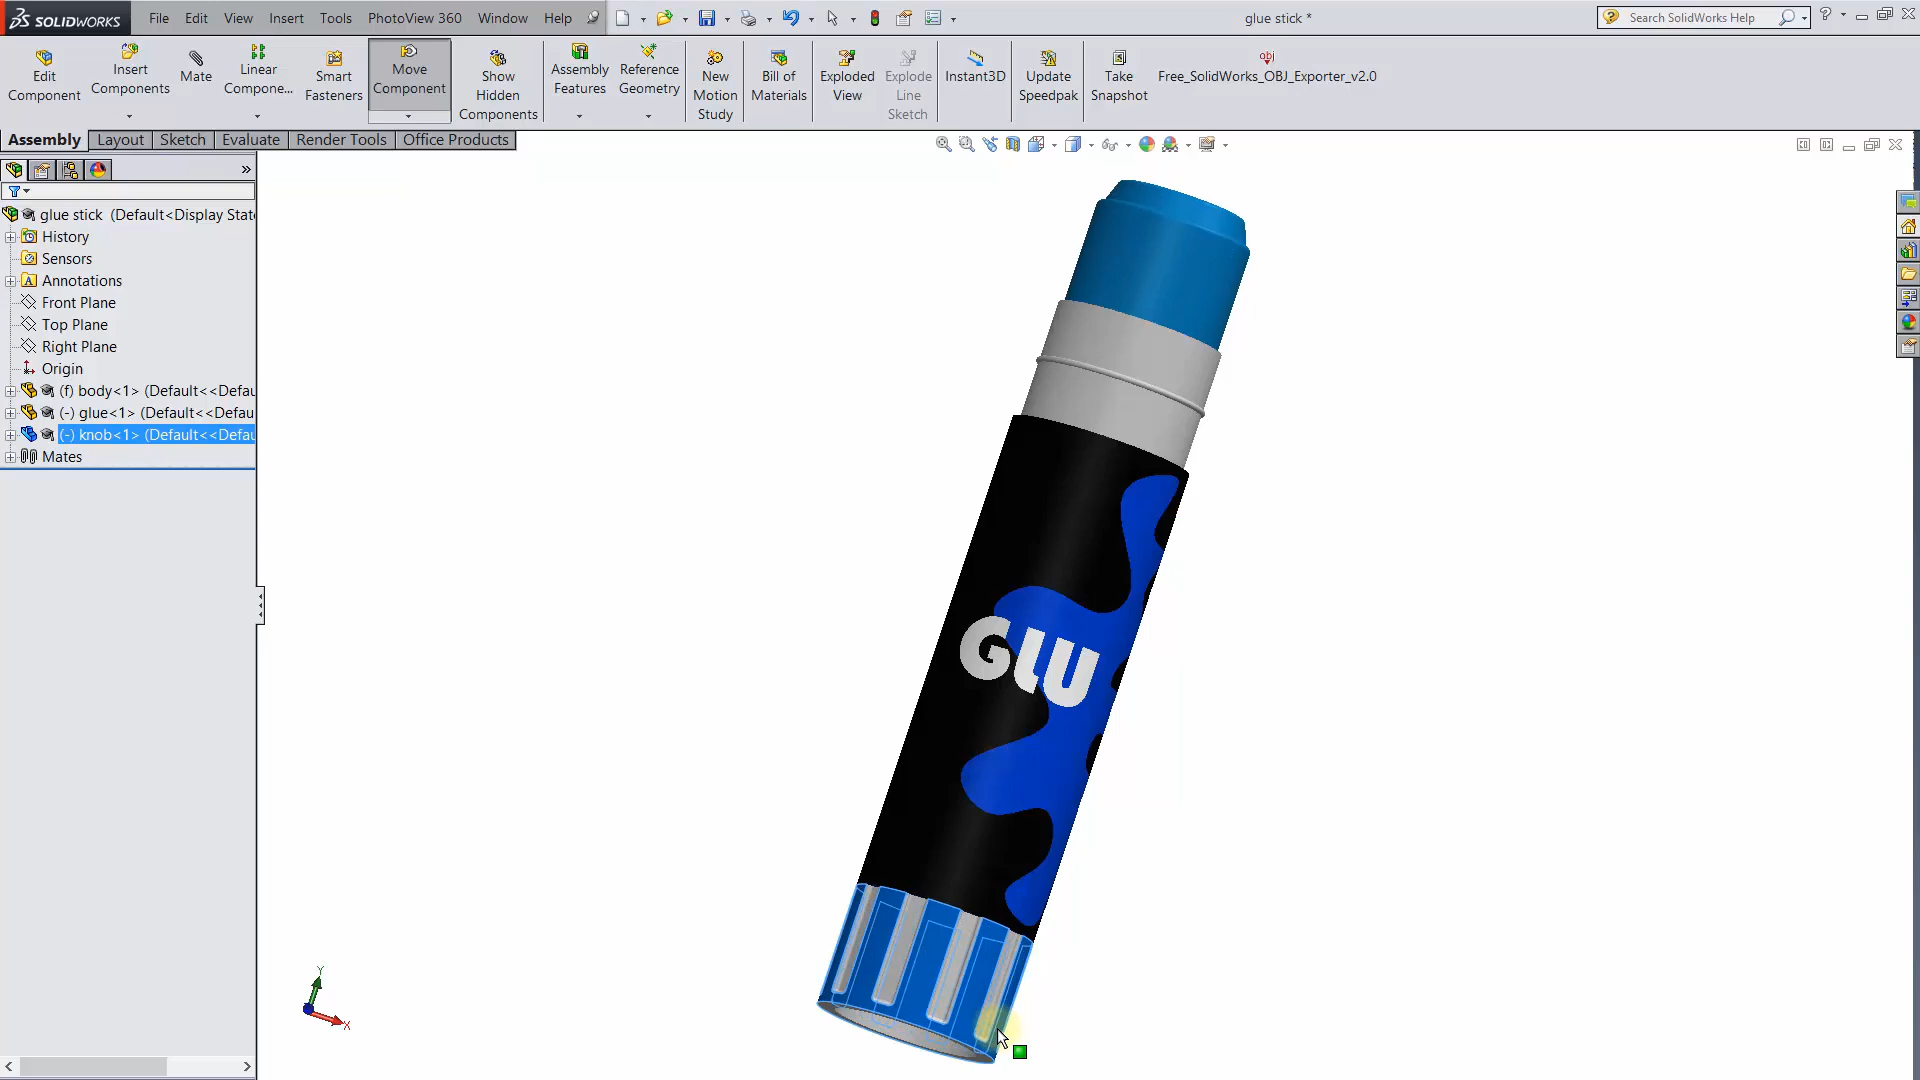 SOLIDWORKS
File Edit View Insert Tools PhotoView 360 Window Help
glue stick *
Search SolidWorks Help
Edit Component
Insert Components
Mate
Linear Compone...
Smart Fasteners
Move Component
Show Hidden Components
Assembly Features
Reference Geometry
New Motion Study
Bill of Materials
Exploded View
Explode Line Sketch
Instant3D
Update Speedpak
Take Snapshot
Free_SolidWorks_OBJ_Exporter_v2.0
Assembly Layout Sketch Evaluate Render Tools Office Products
glue stick (Default<Display Stat
History
Sensors
Annotations
Front Plane
Top Plane
Right Plane
Origin
(f) body<1> (Default<<Defau
(-) glue<1> (Default<<Defau
(-) knob<1> (Default<<Defau
Mates
GLU
Y
X